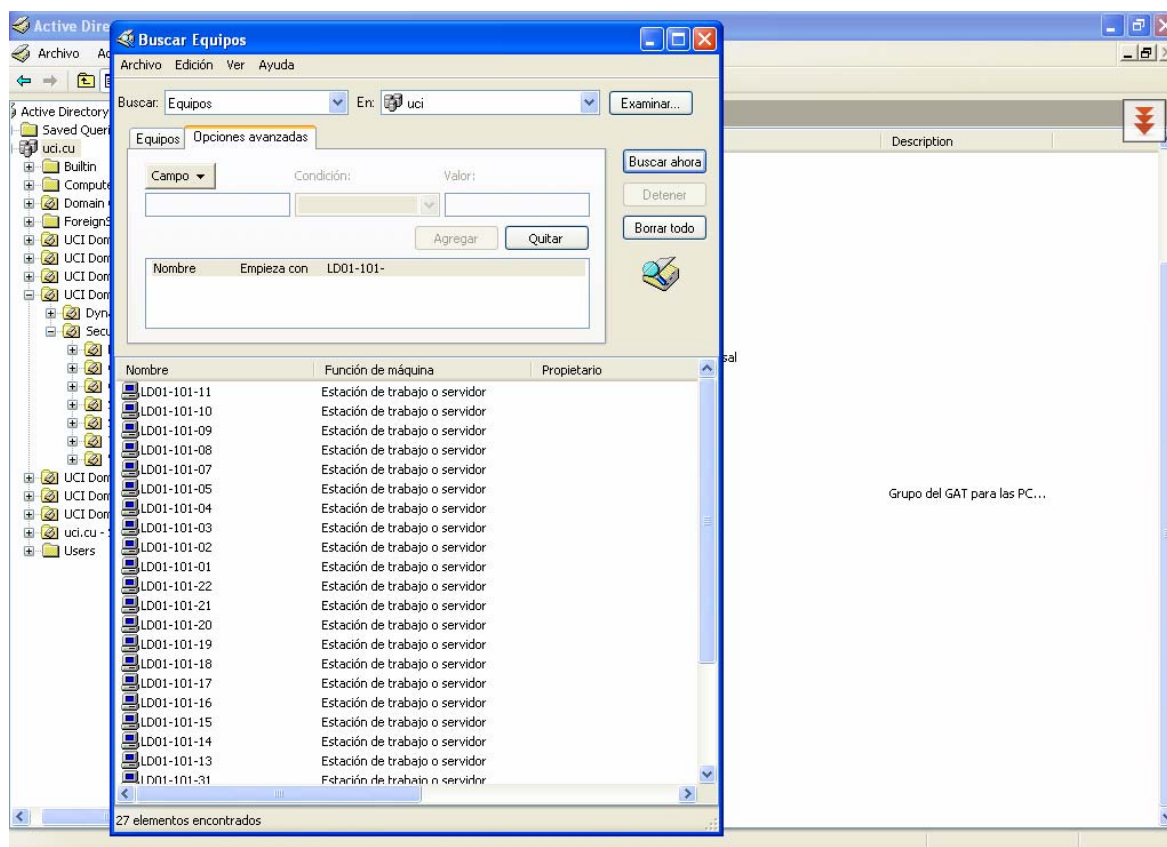 Active Dire
Buscar Equipos
Archivo
Archivo Edición Ver Ayuda
Buscar: Equipos En: uci Examinar...
Equipos Opciones avanzadas
Campo Condición: Valor:
Agregar Quitar
Nombre Empieza con LD01-101-
Buscar ahora
Detener
Borrar todo
Nombre Función de máquina Propietario
LD01-101-11 Estación de trabajo o servidor
LD01-101-10 Estación de trabajo o servidor
LD01-101-09 Estación de trabajo o servidor
LD01-101-08 Estación de trabajo o servidor
LD01-101-07 Estación de trabajo o servidor
LD01-101-05 Estación de trabajo o servidor
LD01-101-04 Estación de trabajo o servidor
LD01-101-03 Estación de trabajo o servidor
LD01-101-02 Estación de trabajo o servidor
LD01-101-01 Estación de trabajo o servidor
LD01-101-22 Estación de trabajo o servidor
LD01-101-21 Estación de trabajo o servidor
LD01-101-20 Estación de trabajo o servidor
LD01-101-19 Estación de trabajo o servidor
LD01-101-18 Estación de trabajo o servidor
LD01-101-17 Estación de trabajo o servidor
LD01-101-16 Estación de trabajo o servidor
LD01-101-15 Estación de trabajo o servidor
LD01-101-14 Estación de trabajo o servidor
LD01-101-13 Estación de trabajo o servidor
LD01-101-31 Estación de trabajo o servidor
27 elementos encontrados
Active Directory
Saved Queri
uci.cu
Builtin
Compute
Domain
ForeignS
UCI Dom
UCI Dom
UCI Dom
UCI Dom
Dyn
Secu
UCI Dom
UCI Dom
UCI Dom
uci.cu -
Users
Description
sal
Grupo del GAT para las PC...